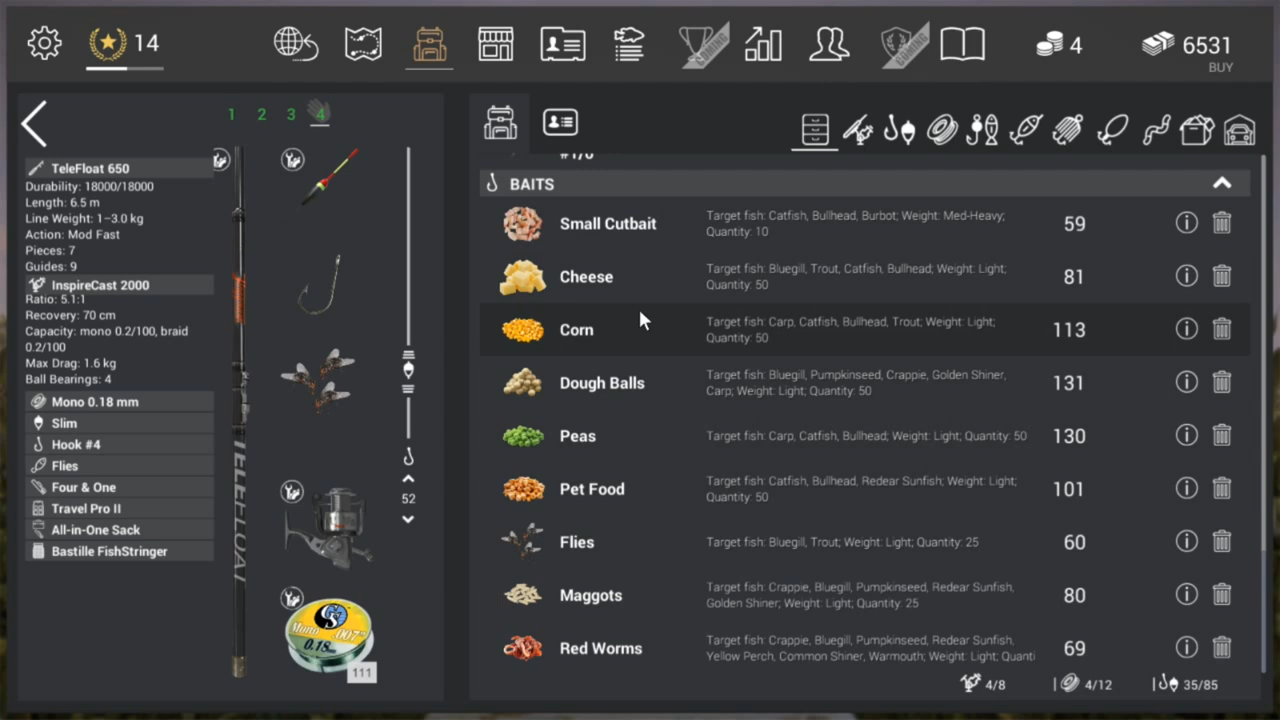 14
COMING
COMING
4
6531
BUY
1 2 3 4
TeleFloat 650
Durability: 18000/18000
Length: 6.5 m
Line Weight: 1–3.0 kg
Action: Mod Fast
Pieces: 7
Guides: 9
InspireCast 2000
Ratio: 5.1:1
Recovery: 70 cm
Capacity: mono 0.2/100, braid
0.2/100
Max Drag: 1.6 kg
Ball Bearings: 4
Mono 0.18 mm
Slim
Hook #4
Flies
Four & One
Travel Pro II
All-in-One Sack
Bastille FishStringer
TELEFLOAT
52
Mono .007"
0.18
111
#1/0
BAITS
Small Cutbait
Target fish: Catfish, Bullhead, Burbot; Weight: Med-Heavy;
Quantity: 10
59
Cheese
Target fish: Bluegill, Trout, Catfish, Bullhead; Weight: Light;
Quantity: 50
81
Corn
Target fish: Carp, Catfish, Bullhead, Trout; Weight: Light;
Quantity: 50
113
Dough Balls
Target fish: Bluegill, Pumpkinseed, Crappie, Golden Shiner,
Carp; Weight: Light; Quantity: 50
131
Peas
Target fish: Carp, Catfish, Bullhead; Weight: Light; Quantity: 50
130
Pet Food
Target fish: Catfish, Bullhead, Redear Sunfish; Weight: Light;
Quantity: 50
101
Flies
Target fish: Bluegill, Trout; Weight: Light; Quantity: 25
60
Maggots
Target fish: Crappie, Bluegill, Pumpkinseed, Redear Sunfish,
Golden Shiner; Weight: Light; Quantity: 25
80
Red Worms
Target fish: Crappie, Bluegill, Pumpkinseed, Redear Sunfish,
Yellow Perch, Common Shiner, Warmouth; Weight: Light; Quanti
69
4/8
4/12
35/85